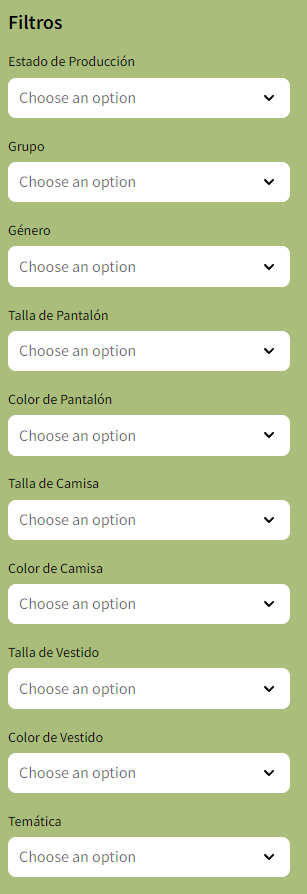 Filtros
Estado de Producción
Choose an option
Grupo
Choose an option
Género
Choose an option
Talla de Pantalón
Choose an option
Color de Pantalón
Choose an option
Talla de Camisa
Choose an option
Color de Camisa
Choose an option
Talla de Vestido
Choose an option
Color de Vestido
Choose an option
Temática
Choose an option